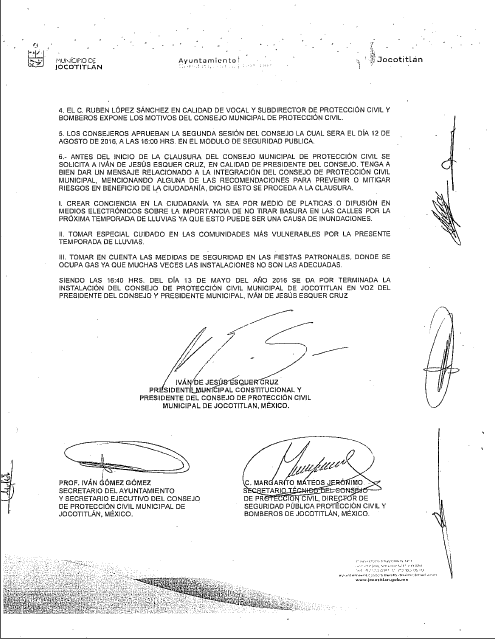 MUNICIPIO DE
JOCOTITLÁN
Ayuntamiento
Jocotitlán
4. EL C. RUBEN LÓPEZ SÁNCHEZ EN CALIDAD DE VOCAL Y SUBDIRECTOR DE PROTECCIÓN CIVIL Y
BOMBEROS EXPONE LOS MOTIVOS DEL CONSEJO MUNICIPAL DE PROTECCIÓN CIVIL.
5. LOS CONSEJEROS APRUEBAN LA SEGUNDA SESIÓN DEL CONSEJO LA CUAL SERA EL DÍA 12 DE
AGOSTO DE 2016, A LAS 16:00 HRS. EN EL MODULO DE SEGURIDAD PUBLICA.
6.- ANTES DEL INICIO DE LA CLAUSURA DEL CONSEJO MUNICIPAL DE PROTECCIÓN CIVIL SE
SOLICITA A IVÁN DE JESÚS ESQUER CRUZ, EN CALIDAD DE PRESIDENTE DEL CONSEJO. TENGA A
BIEN DAR UN MENSAJE RELACIONADO A LA INTEGRACIÓN DEL CONSEJO DE PROTECCIÓN CIVIL
MUNICIPAL, MENCIONANDO ALGUNA DE LAS RECOMENDACIONES PARA PREVENIR O MITIGAR
RIESGOS EN BENEFICIO DE LA CIUDADANÍA, DICHO ESTO SE PROCEDA A LA CLAUSURA.
I. CREAR CONCIENCIA EN LA CIUDADANÍA YA SEA POR MEDIO DE PLATICAS O DIFUSIÓN EN
MEDIOS ELECTRÓNICOS SOBRE LA IMPORTANCIA DE NO TIRAR BASURA EN LAS CALLES POR LA
PRÓXIMA TEMPORADA DE LLUVIAS YA QUE ESTO PUEDE SER UNA CAUSA DE INUNDACIONES.
II. TOMAR ESPECIAL CUIDADO EN LAS COMUNIDADES MÁS VULNERABLES POR LA PRESENTE
TEMPORADA DE LLUVIAS.
III. TOMAR EN CUENTA LAS MEDIDAS DE SEGURIDAD EN LAS FIESTAS PATRONALES, DONDE SE
OCUPA GAS YA QUE MUCHAS VECES LAS INSTALACIONES NO SON LAS ADECUADAS.
SIENDO LAS 16:40 HRS. DEL DÍA 13 DE MAYO DEL AÑO 2016 SE DA POR TERMINADA LA
INSTALACIÓN DEL CONSEJO DE PROTECCIÓN CIVIL MUNICIPAL DE JOCOTITLAN EN VOZ DEL
PRESIDENTE DEL CONSEJO Y PRESIDENTE MUNICIPAL, IVÁN DE JESÚS ESQUER CRUZ
IVÁN DE JESÚS ESQUER CRUZ
PRESIDENTE MUNICIPAL CONSTITUCIONAL Y
PRESIDENTE DEL CONSEJO DE PROTECCIÓN CIVIL
MUNICIPAL DE JOCOTITLAN, MÉXICO.
PROF. IVÁN GÓMEZ GÓMEZ
SECRETARIO DEL AYUNTAMIENTO
Y SECRETARIO EJECUTIVO DEL CONSEJO
DE PROTECCIÓN CIVIL MUNICIPAL DE
JOCOTITLÁN, MÉXICO.
C. MARGARITO MATEOS JERÓNIMO
SECRETARIO TÉCNICO DEL CONSEJO
DE PROTECCIÓN CIVIL, DIRECTOR DE
SEGURIDAD PÚBLICA PROTECCIÓN CIVIL Y
BOMBEROS DE JOCOTITLÁN, MÉXICO.
www.jocotitlan.gob.mx